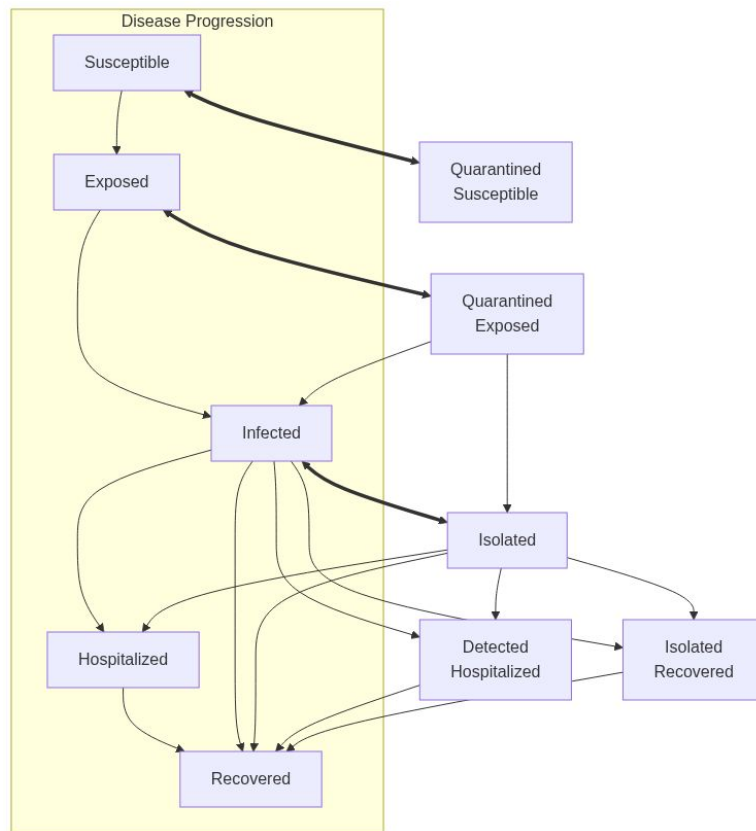 Disease Progression
Susceptible
Quarantined
Susceptible
Exposed
Quarantined
Exposed
Infected
Isolated
Hospitalized
Detected
Hospitalized
Isolated
Recovered
Recovered